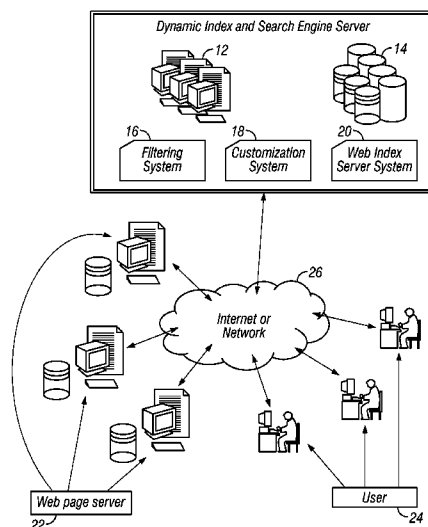 Dynamic Index and Search Engine Server
12
14
16
18
20
Filtering
System
Customization
System
Web Index
Server System
26
Internet or
Network
Web page server
22
User
24